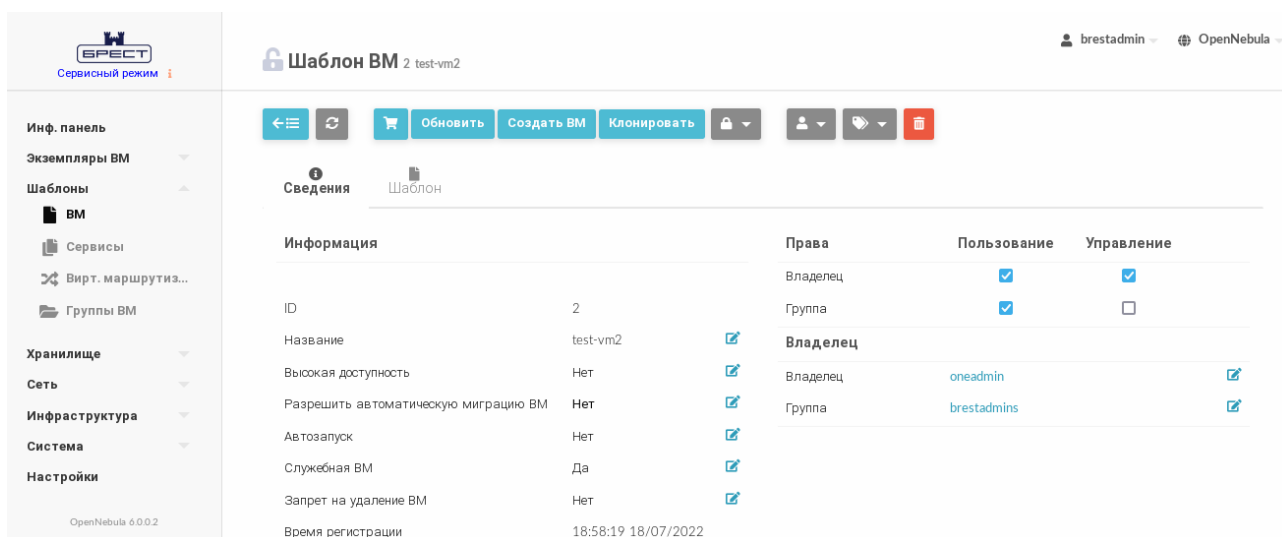 БРЕСТ
Сервисный режим
Шаблон ВМ 2 test-vm2
brestadmin
OpenNebula
Инф. панель
Экземпляры ВМ
Шаблоны
ВМ
Сервисы
Вирт. маршрутиз...
Группы ВМ
Хранилище
Сеть
Инфраструктура
Система
Настройки
OpenNebula 6.0.0.2
Обновить Создать ВМ Клонировать
Сведения Шаблон
Информация
ID 2
Название test-vm2
Высокая доступность Нет
Разрешить автоматическую миграцию ВМ Нет
Автозапуск Нет
Служебная ВМ Да
Запрет на удаление ВМ Нет
Время регистрации 18:58:19 18/07/2022
Права Пользование Управление
Владелец
Группа
Владелец
Владелец oneadmin
Группа brestadmins